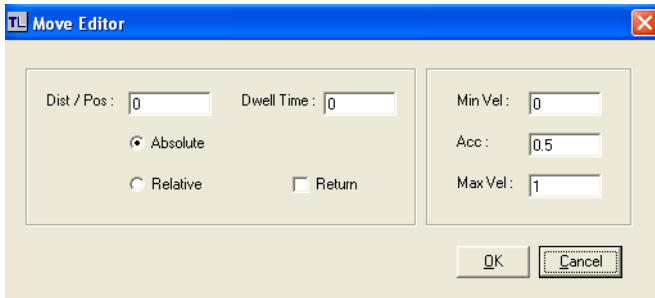 TL Move Editor
Dist / Pos : 0 Dwell Time : 0
Absolute
Relative Return
Min Vel : 0
Acc : 0.5
Max Vel : 1
OK Cancel